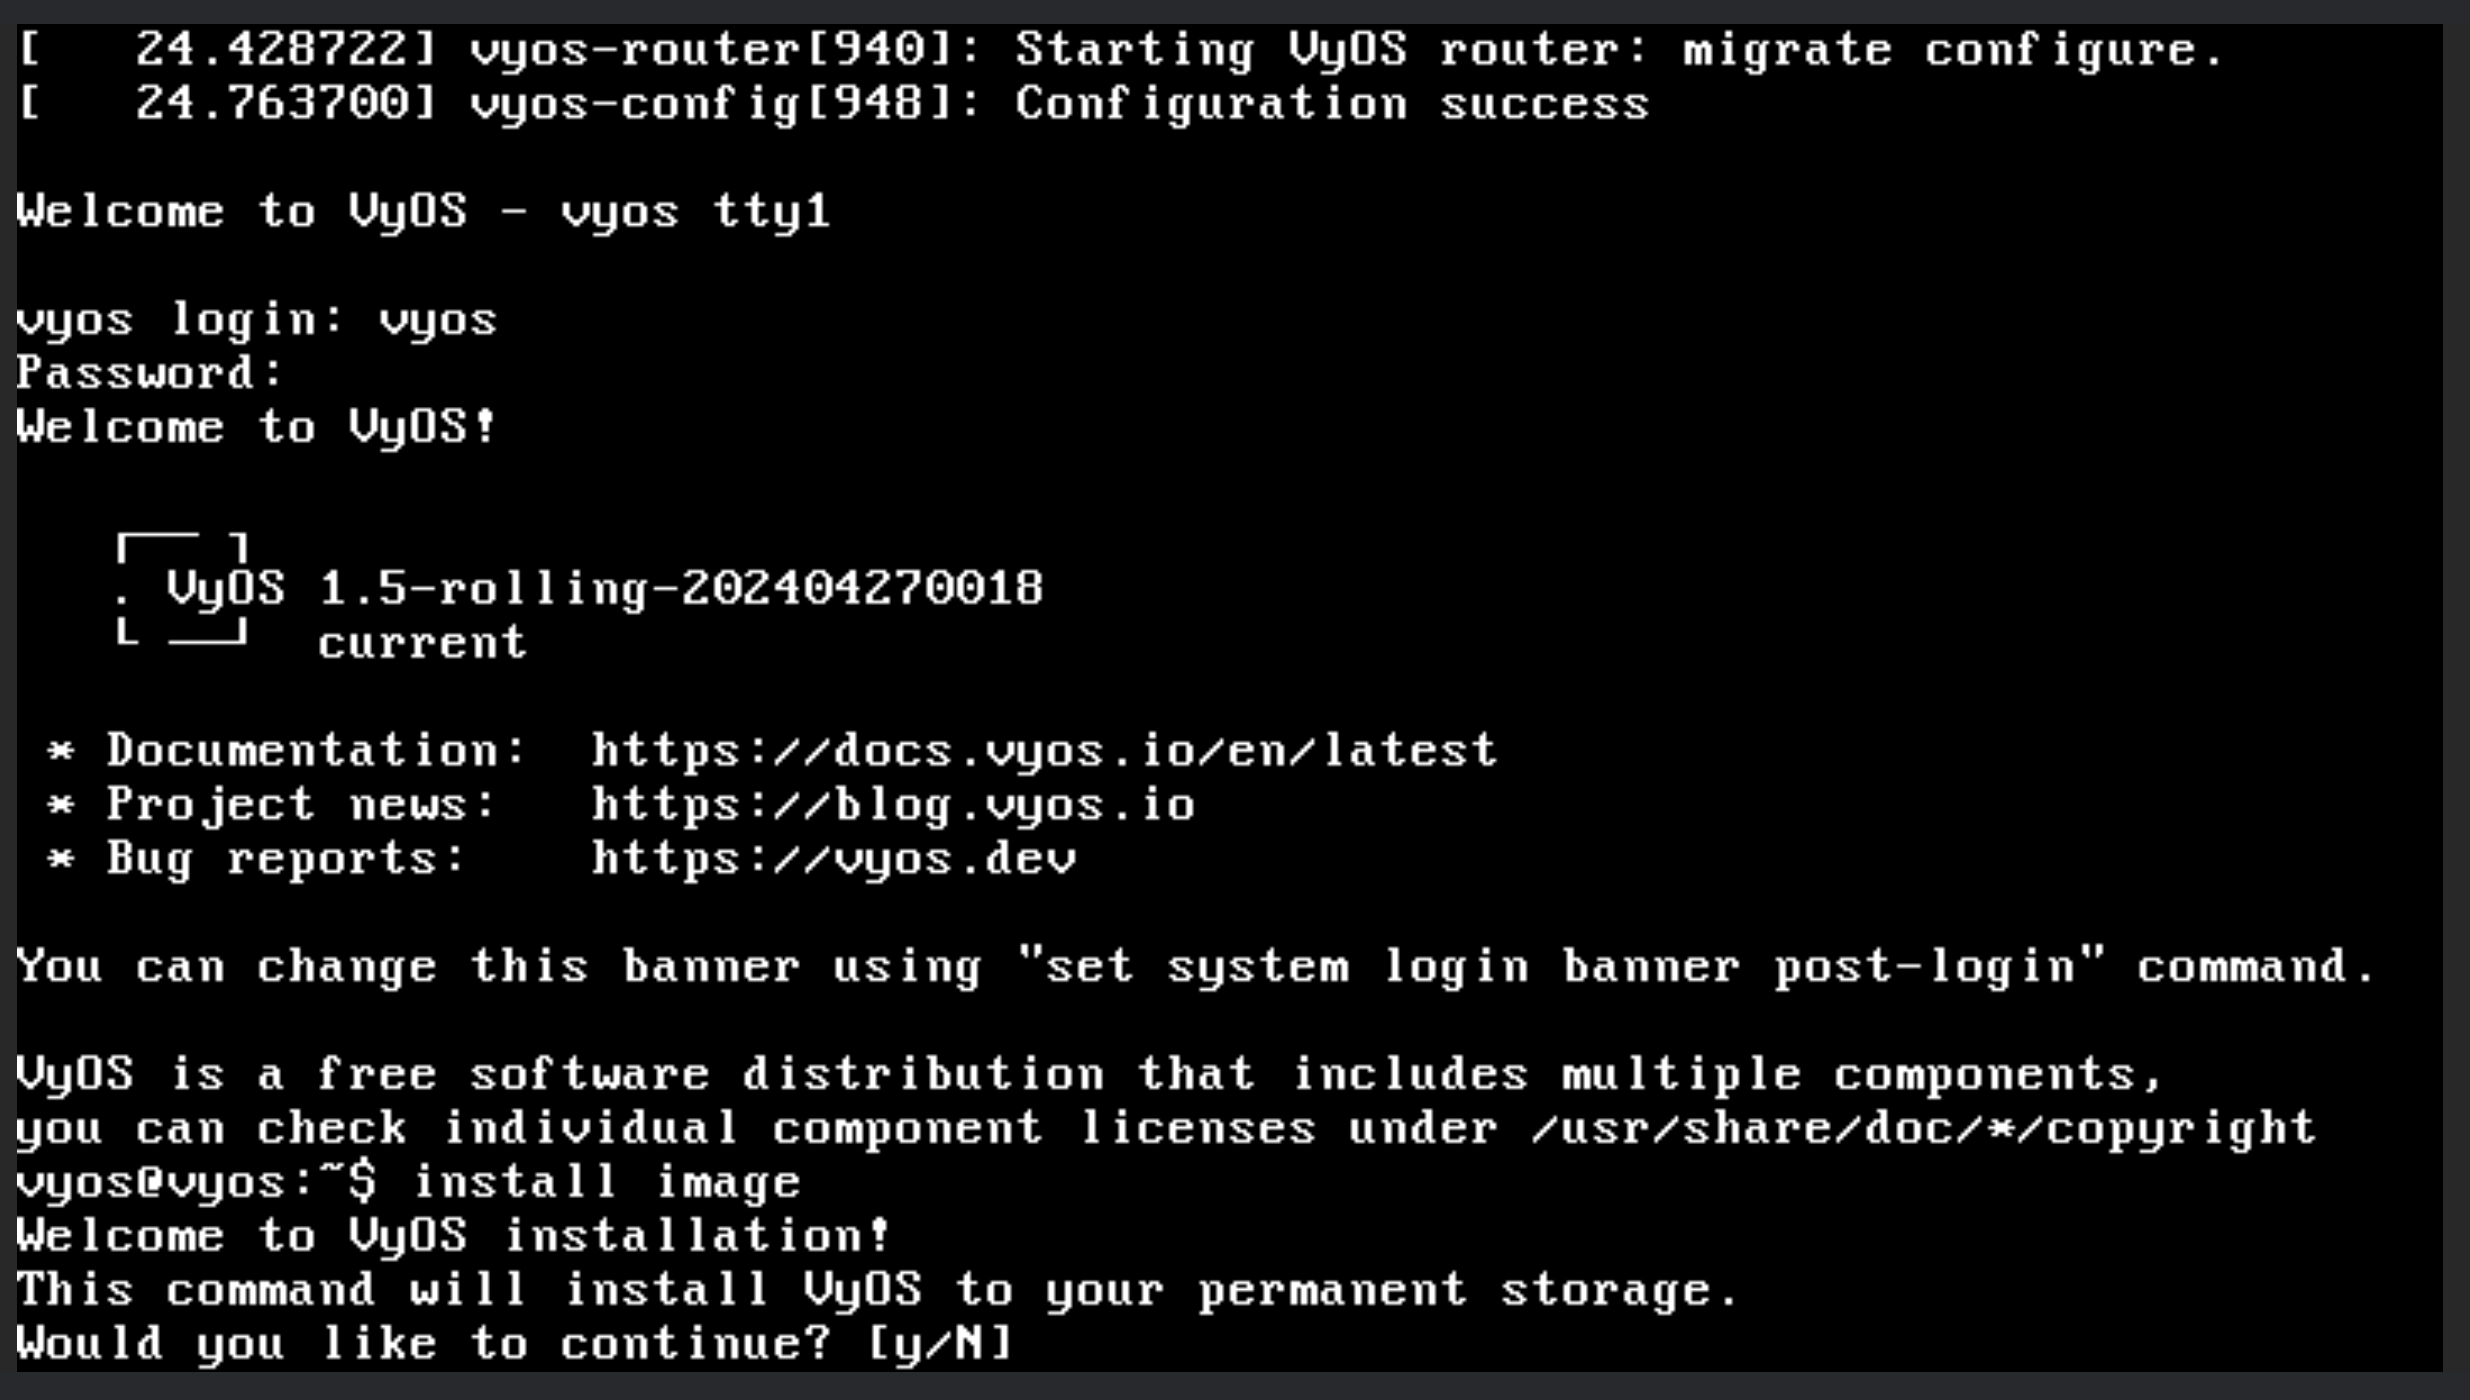 [   24.428722] vyos-router[940]: Starting VyOS router: migrate configure.
[   24.763700] vyos-config[948]: Configuration success
Welcome to VyOS - vyos tty1
vyos login: vyos
Password:
Welcome to VyOS!
┌── ┐
. VyOS 1.5-rolling-202404270018
└ ──┘  current
* Documentation:  https://docs.vyos.io/en/latest
* Project news:   https://blog.vyos.io
* Bug reports:    https://vyos.dev
You can change this banner using "set system login banner post-login" command.
VyOS is a free software distribution that includes multiple components,
you can check individual component licenses under /usr/share/doc/*/copyright
vyos@vyos:~$ install image
Welcome to VyOS installation!
This command will install VyOS to your permanent storage.
Would you like to continue? [y/N]